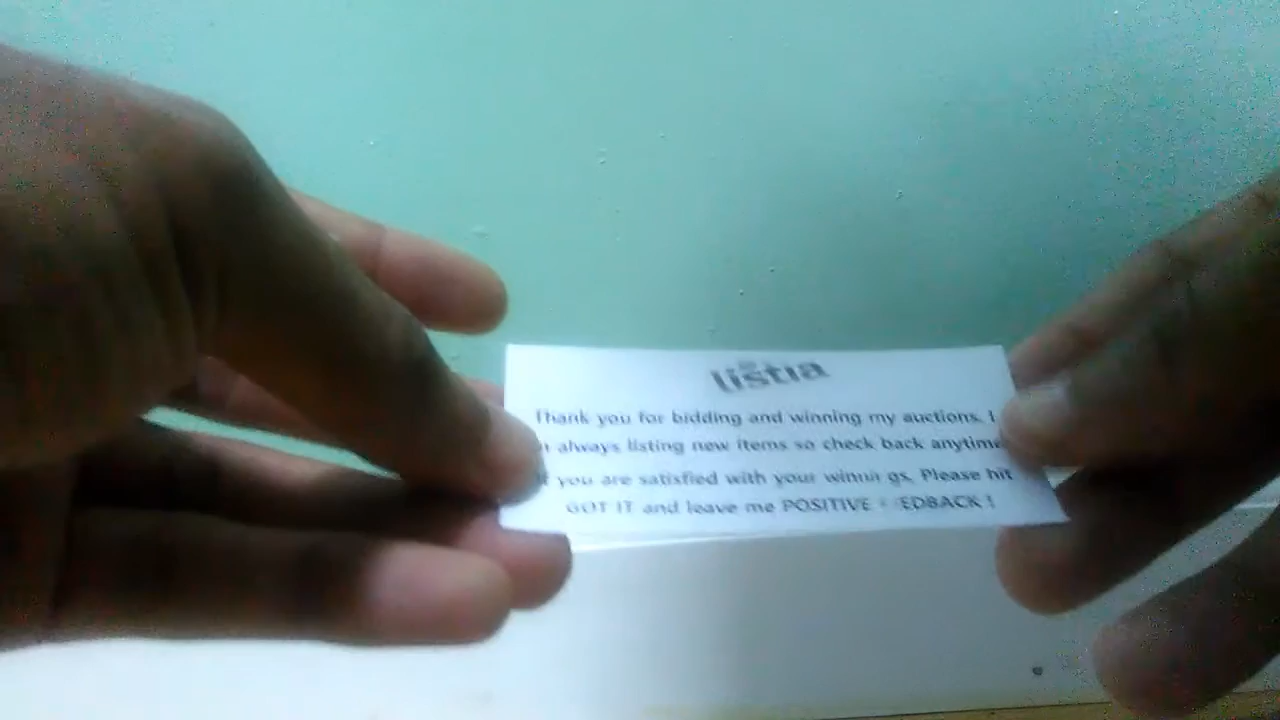 listia
Thank you for bidding and winning my auctions. I
always listing new items so check back anytime
If you are satisfied with your Please hit
GOT IT and leave me POSITIVE